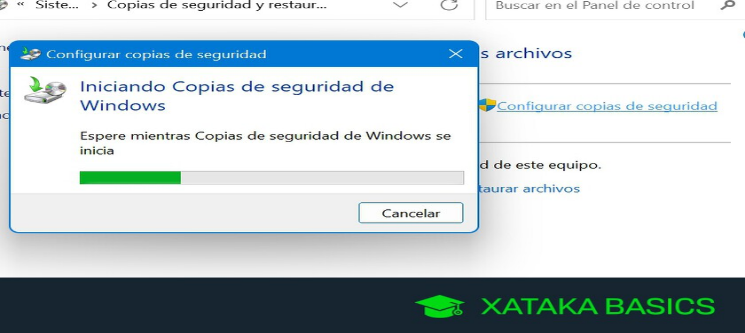 « Siste... > Copias de seguridad y restaur...
Buscar en el Panel de control
Configurar copias de seguridad
s archivos
Iniciando Copias de seguridad de
Windows
Configurar copias de seguridad
Espere mientras Copias de seguridad de Windows se
inicia
d de este equipo.
taurar archivos
Cancelar
XATAKA BASICS